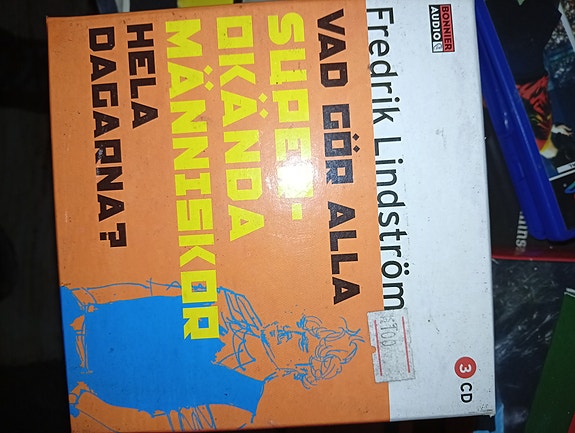 BONNIER
AUDIO
Fredrik Lindström
3 CD
VAD GÖR ALLA
SUPER-
OKÄNDA
MÄNNISKOR
HELA
DAGARNA?